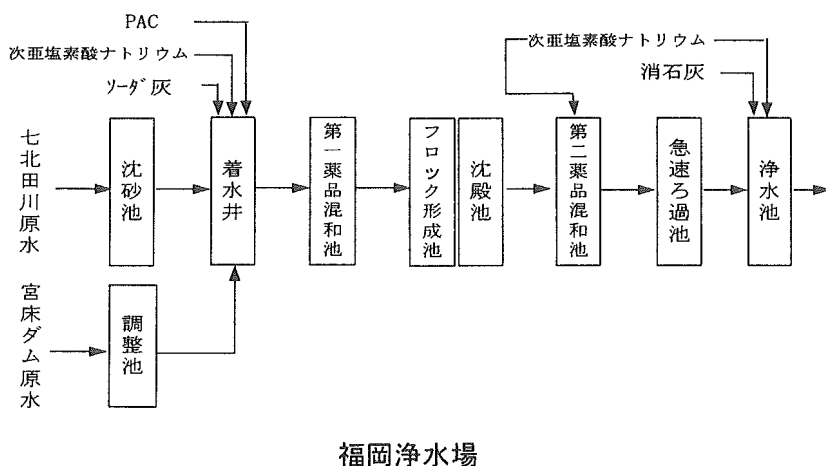 PAC
次亜塩素酸ナトリウム
ソーダ灰
次亜塩素酸ナトリウム
消石灰
七北田川原水
沈砂池
着水井
第一薬品混和池
フロック形成池
沈殿池
第二薬品混和池
急速ろ過池
浄水池
宮床ダム原水
調整池
福岡浄水場